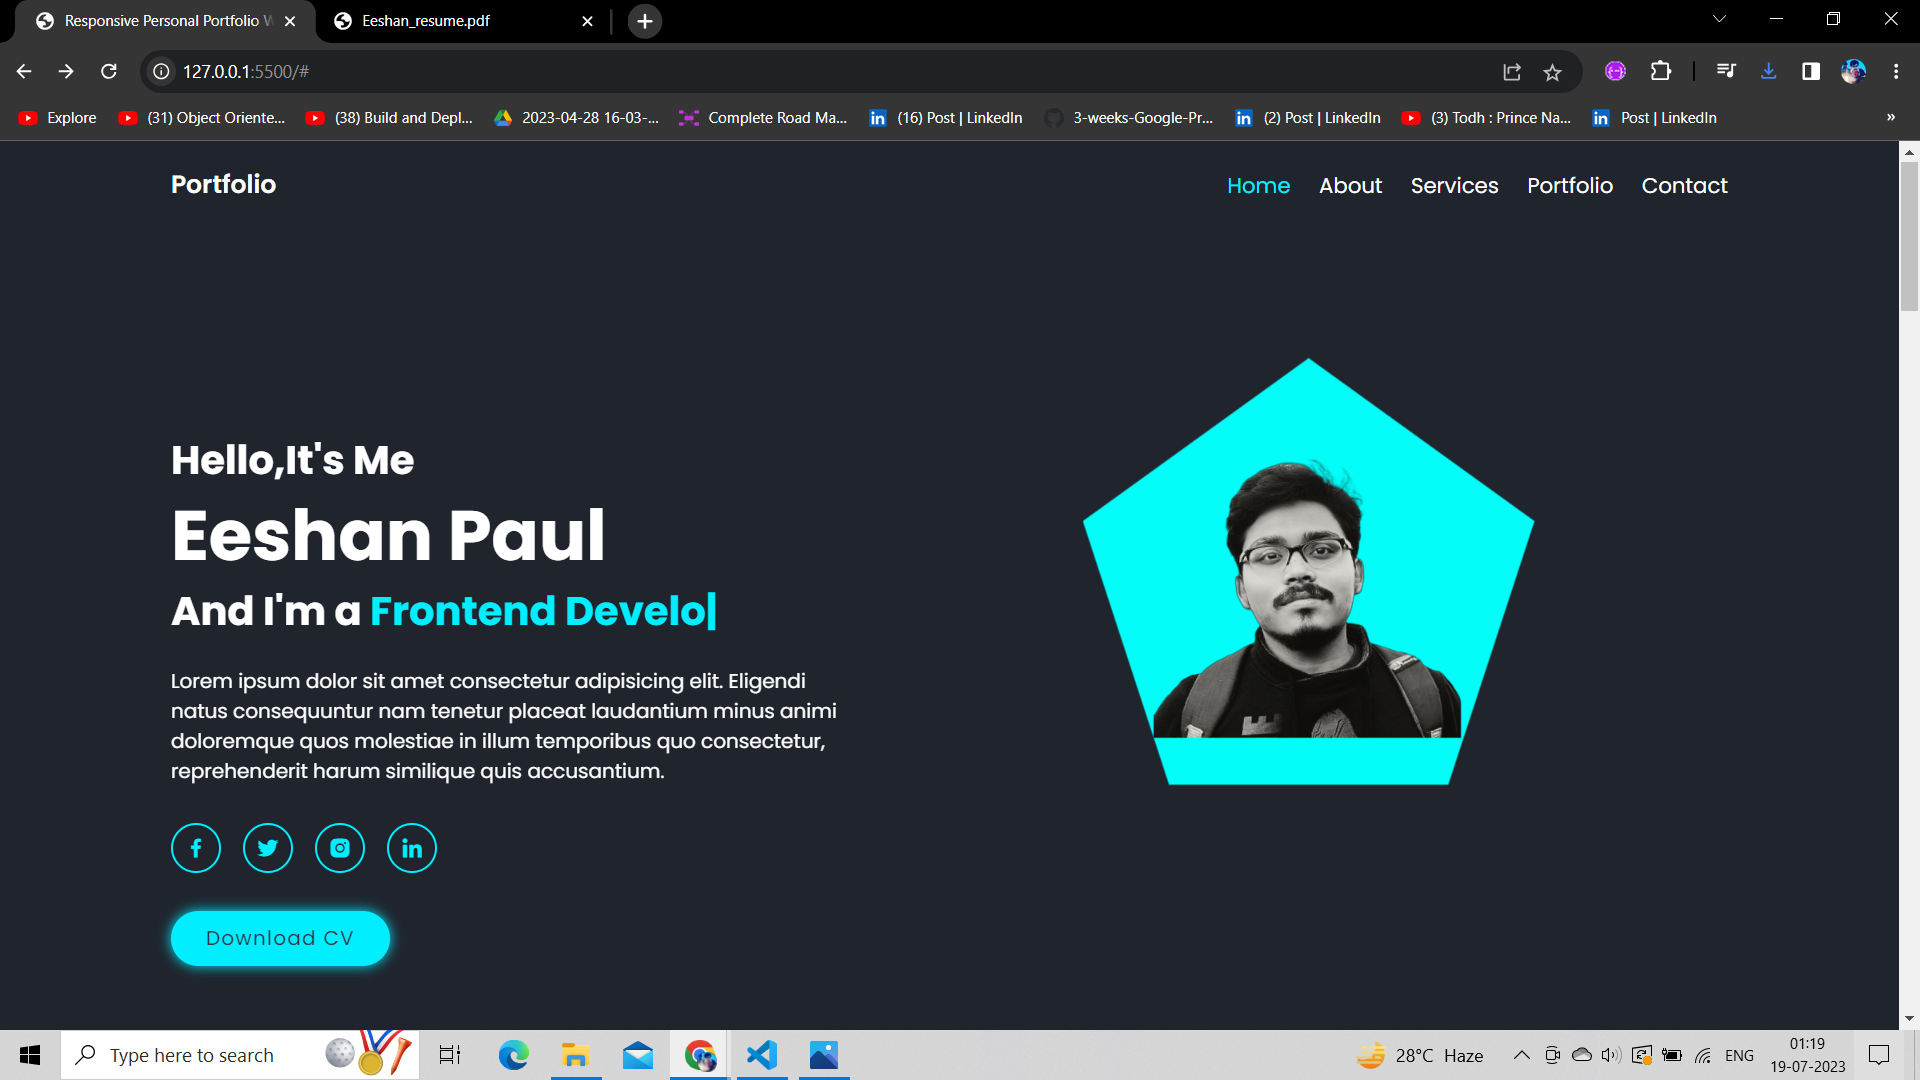 Responsive Personal Portfolio W
Eeshan_resume.pdf
127.0.0.1:5500/#
Explore
(31) Object Oriente...
(38) Build and Depl...
2023-04-28 16-03-...
Complete Road Ma...
(16) Post | LinkedIn
3-weeks-Google-Pr...
(2) Post | LinkedIn
(3) Todh : Prince Na...
Post | LinkedIn
»
Portfolio
Home
About
Services
Portfolio
Contact
Hello,It's Me
Eeshan Paul
And I'm a Frontend Develo|
Lorem ipsum dolor sit amet consectetur adipisicing elit. Eligendi
natus consequuntur nam tenetur placeat laudantium minus animi
doloremque quos molestiae in illum temporibus quo consectetur,
reprehenderit harum similique quis accusantium.
Download CV
Type here to search
28°C Haze
ENG
01:19
19-07-2023